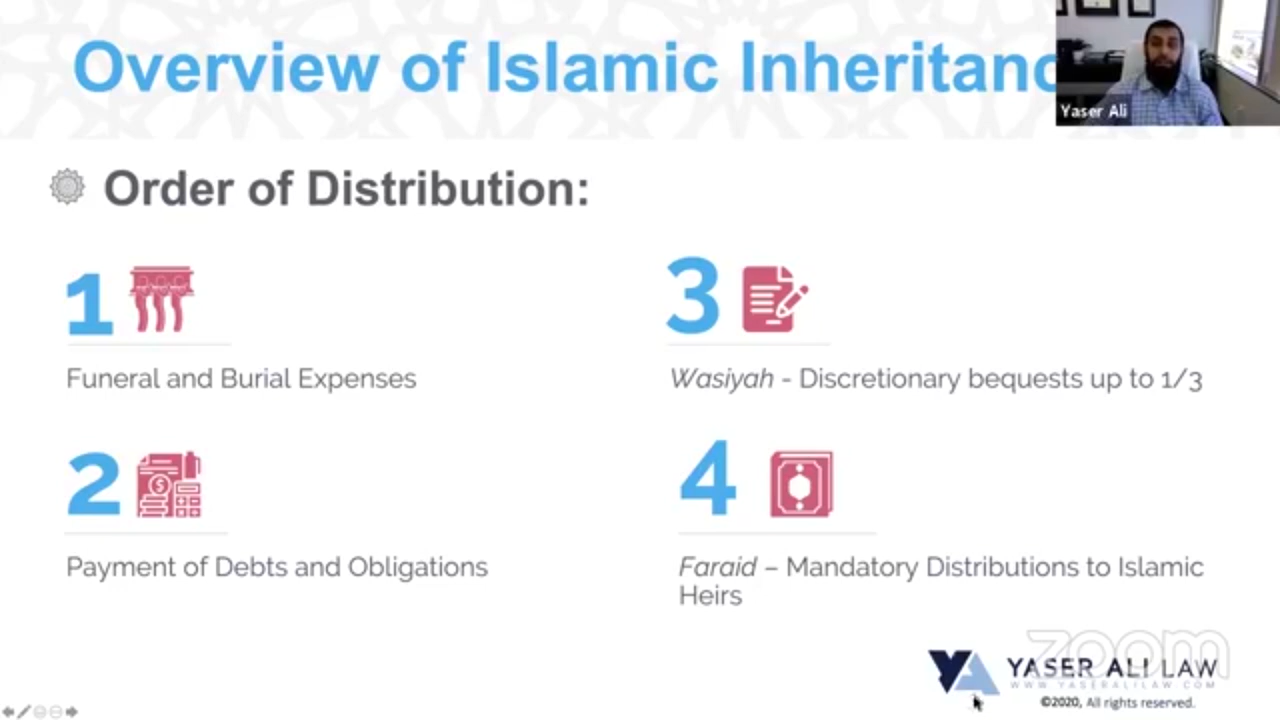 Overview of Islamic Inheritanc
Yaser Ali
Order of Distribution:
1
Funeral and Burial Expenses
2
Payment of Debts and Obligations
3
Wasiyah - Discretionary bequests up to 1/3
4
Faraid – Mandatory Distributions to Islamic
Heirs
zoom
YA YASER ALI LAW
WWW.YASERALILAW.COM
©2020, All rights reserved.